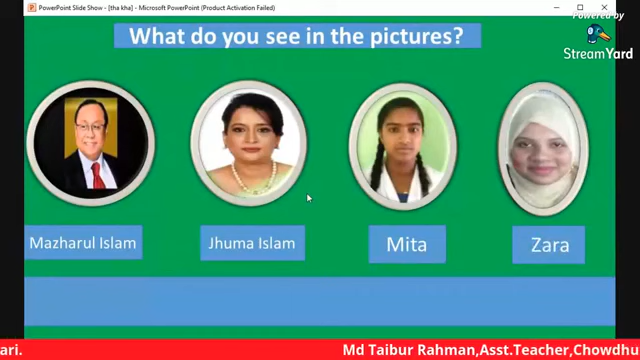 PowerPoint Slide Show - [tha kha] - Microsoft PowerPoint (Product Activation Failed)
Powered by
StreamYard
What do you see in the pictures?
Mazharul Islam
Jhuma Islam
Mita
Zara
ari.
Md Taibur Rahman,Asst.Teacher,Chowdhu